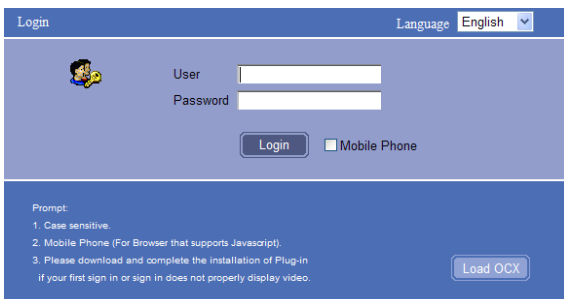 Login Language English
User
Password
Login Mobile Phone
Prompt:
1. Case sensitive.
2. Mobile Phone (For Browser that supports Javascript).
3. Please download and complete the installation of Plug-in
if your first sign in or sign in does not properly display video.
Load OCX